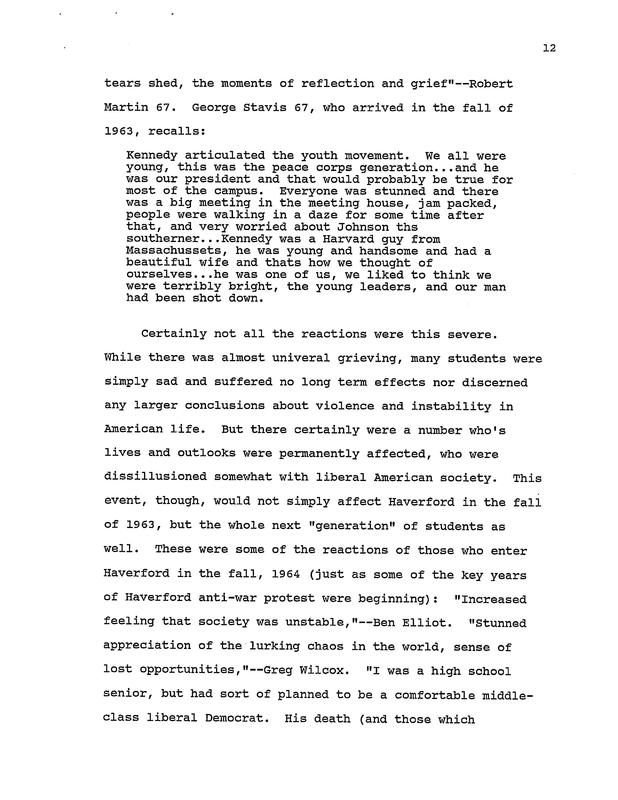 12
tears shed, the moments of reflection and grief"--Robert
Martin 67.  George Stavis 67, who arrived in the fall of
1963, recalls:
Kennedy articulated the youth movement.  We all were
young, this was the peace corps generation...and he
was our president and that would probably be true for
most of the campus.  Everyone was stunned and there
was a big meeting in the meeting house, jam packed,
people were walking in a daze for some time after
that, and very worried about Johnson ths
southerner...Kennedy was a Harvard guy from
Massachussets, he was young and handsome and had a
beautiful wife and thats how we thought of
ourselves...he was one of us, we liked to think we
were terribly bright, the young leaders, and our man
had been shot down.
Certainly not all the reactions were this severe.
While there was almost univeral grieving, many students were
simply sad and suffered no long term effects nor discerned
any larger conclusions about violence and instability in
American life.  But there certainly were a number who's
lives and outlooks were permanently affected, who were
dissillusioned somewhat with liberal American society.  This
event, though, would not simply affect Haverford in the fall
of 1963, but the whole next "generation" of students as
well.  These were some of the reactions of those who enter
Haverford in the fall, 1964 (just as some of the key years
of Haverford anti-war protest were beginning):  "Increased
feeling that society was unstable,"--Ben Elliot.  "Stunned
appreciation of the lurking chaos in the world, sense of
lost opportunities,"--Greg Wilcox.  "I was a high school
senior, but had sort of planned to be a comfortable middle-
class liberal Democrat.  His death (and those which